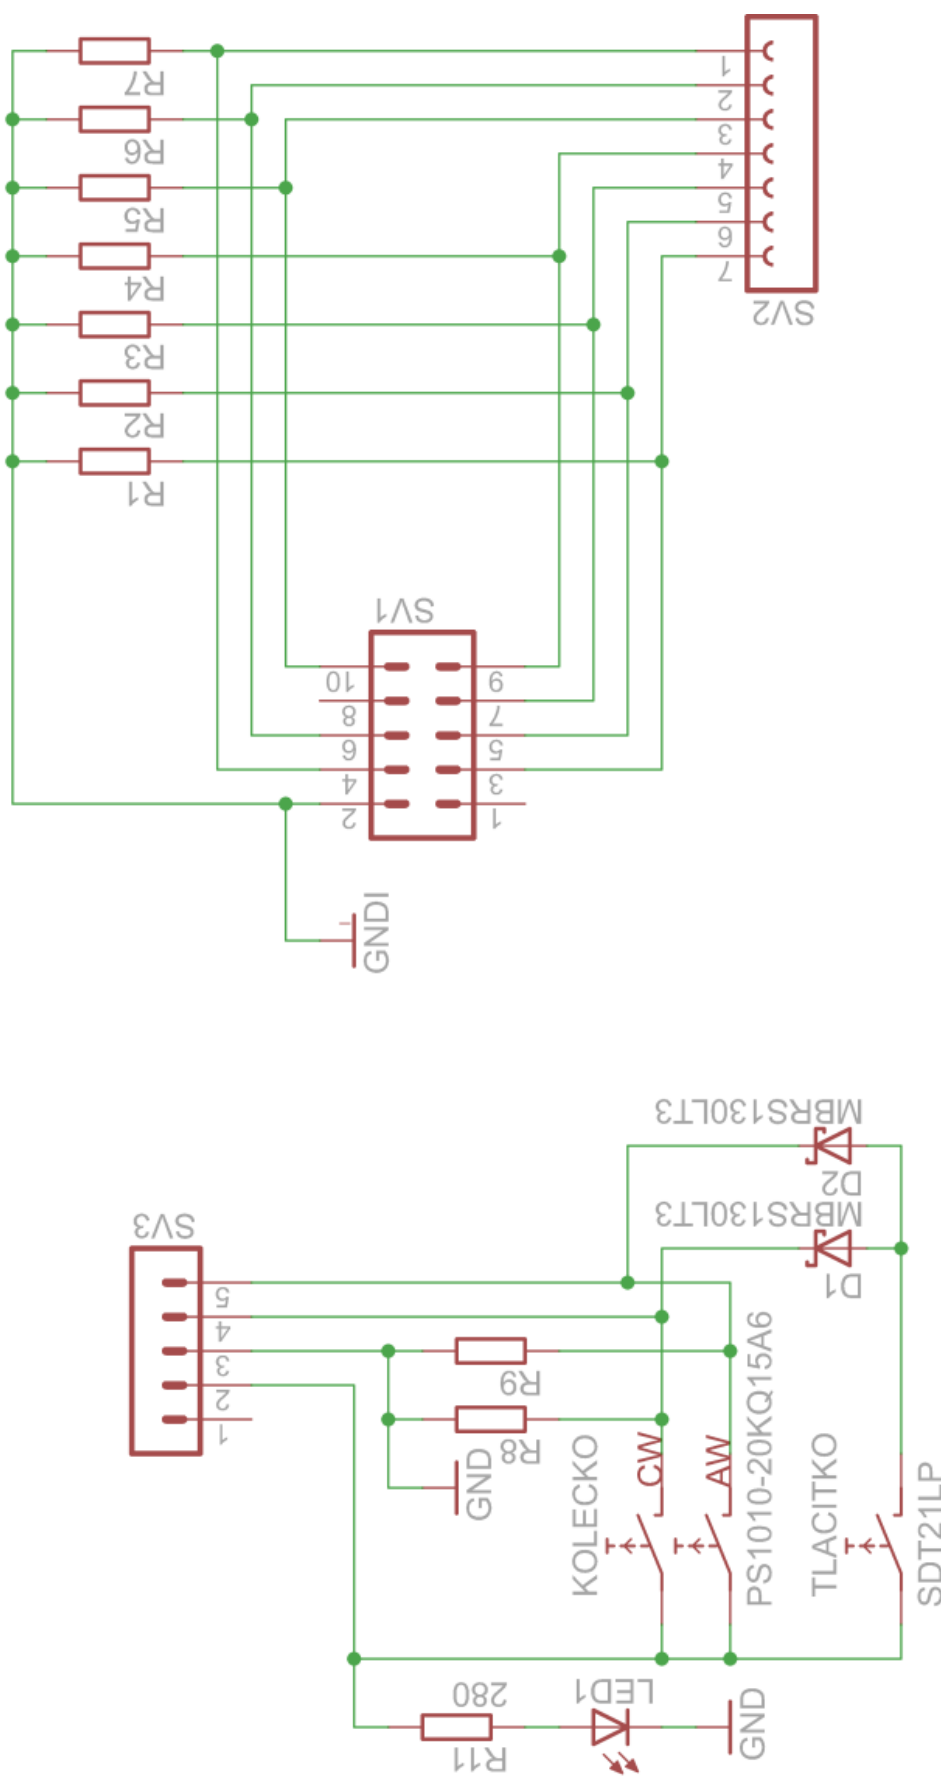 1
R7
2
R6
3
4
R5
5
6
R4
7
SV2
R3
R2
R1
SV1
10
9
8
7
6
5
4
3
2
1
GNDI
MBRS130LT3
D2
MBRS130LT3
SV3
D1
5
4
3
R9
2
1
R8
GND
KOLECKO
CW
AW
PS1010-20KQ15A6
TLACITKO
SDT21LP
280
LED1
R11
GND